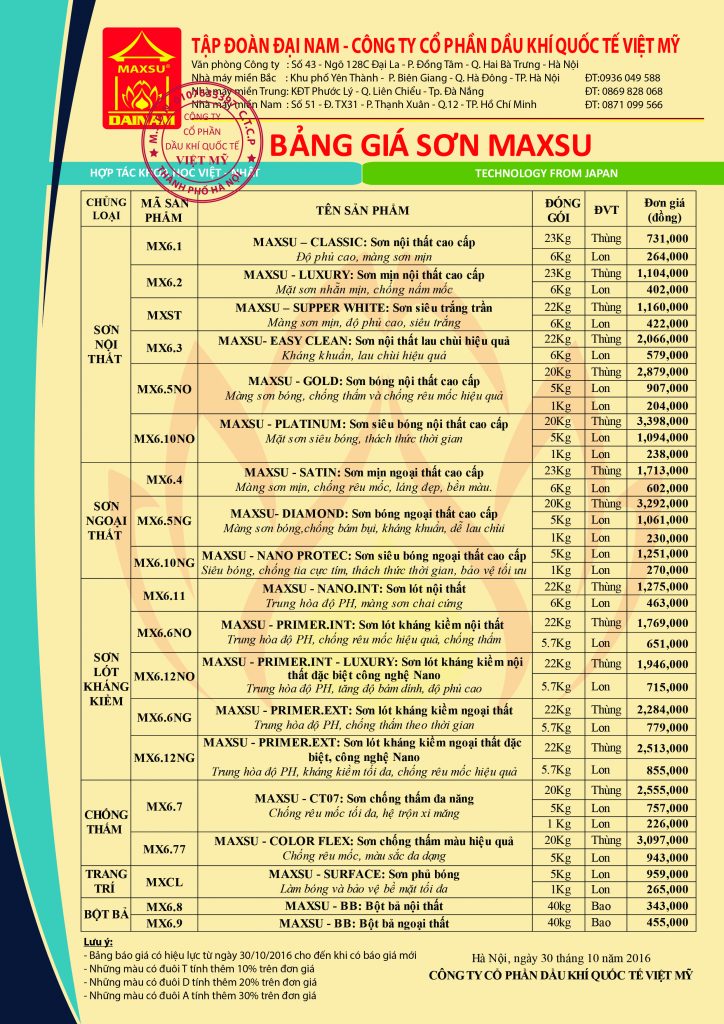 MAXSU
DAINAM
TẬP ĐOÀN ĐẠI NAM - CÔNG TY CỔ PHẦN DẦU KHÍ QUỐC TẾ VIỆT MỸ
Văn phòng Công ty : Số 43 - Ngõ 128C Đại La - P. Đồng Tâm - Q. Hai Bà Trưng - Hà Nội
Nhà máy miền Bắc : Khu phố Yên Thành - P. Biên Giang - Q. Hà Đông - TP. Hà Nội ĐT:0936 049 588
Nhà máy miền Trung: KĐT Phước Lý - Q. Liên Chiểu - Tp. Đà Nẵng ĐT: 0869 828 068
Nhà máy miền Nam : Số 51 - Đ. TX31 - P. Thạnh Xuân - Q.12 - TP. Hồ Chí Minh ĐT: 0871 099 566
CÔNG TY
CỔ PHẦN
DẦU KHÍ QUỐC TẾ
VIỆT MỸ
THÀNH PHỐ HÀ NỘI
BẢNG GIÁ SƠN MAXSU
HỢP TÁC KHOA HỌC VIỆT - NHẬT TECHNOLOGY FROM JAPAN
CHỦNG LOẠI MÃ SẢN PHẨM TÊN SẢN PHẨM ĐÓNG GÓI ĐVT Đơn giá (đồng)
SƠN NỘI THẤT
MX6.1 MAXSU – CLASSIC: Sơn nội thất cao cấp 23Kg Thùng 731,000
Độ phủ cao, màng sơn mịn 6Kg Lon 264,000
MX6.2 MAXSU - LUXURY: Sơn mịn nội thất cao cấp 23Kg Thùng 1,104,000
Mặt sơn nhẵn mịn, chống nấm mốc 6Kg Lon 402,000
MXST MAXSU – SUPPER WHITE: Sơn siêu trắng trần 22Kg Thùng 1,160,000
Màng sơn mịn, độ phủ cao, siêu trắng 6Kg Lon 422,000
MX6.3 MAXSU- EASY CLEAN: Sơn nội thất lau chùi hiệu quả 22Kg Thùng 2,066,000
Kháng khuẩn, lau chùi hiệu quả 6Kg Lon 579,000
MX6.5NO MAXSU - GOLD: Sơn bóng nội thất cao cấp 20Kg Thùng 2,879,000
Màng sơn bóng, chống thấm và chống rêu mốc hiệu quả 5Kg Lon 907,000
1Kg Lon 204,000
MX6.10NO MAXSU - PLATINUM: Sơn siêu bóng nội thất cao cấp 20Kg Thùng 3,398,000
Mặt sơn siêu bóng, thách thức thời gian 5Kg Lon 1,094,000
1Kg Lon 238,000
SƠN NGOẠI THẤT
MX6.4 MAXSU - SATIN: Sơn mịn ngoại thất cao cấp 23Kg Thùng 1,713,000
Màng sơn mịn, chống rêu mốc, láng đẹp, bền màu. 6Kg Lon 602,000
MX6.5NG MAXSU- DIAMOND: Sơn bóng ngoại thất cao cấp 20Kg Thùng 3,292,000
Màng sơn bóng,chống bám bụi, kháng khuẩn, dễ lau chùi 5Kg Lon 1,061,000
1Kg Lon 230,000
MX6.10NG MAXSU - NANO PROTEC: Sơn siêu bóng ngoại thất cao cấp 5Kg Lon 1,251,000
Siêu bóng, chống tia cực tím, thách thức thời gian, bảo vệ tối ưu 1Kg Lon 270,000
SƠN LÓT KHÁNG KIỀM
MX6.11 MAXSU - NANO.INT: Sơn lót nội thất 22Kg Thùng 1,275,000
Trung hòa độ PH, màng sơn chai cứng 6Kg Lon 463,000
MX6.6NO MAXSU - PRIMER.INT: Sơn lót kháng kiềm nội thất 22Kg Thùng 1,769,000
Trung hòa độ PH, chống rêu mốc hiệu quả, chống thấm 5.7Kg Lon 651,000
MX6.12NO MAXSU - PRIMER.INT - LUXURY: Sơn lót kháng kiềm nội thất đặc biệt công nghệ Nano 22Kg Thùng 1,946,000
Trung hòa độ PH, tăng độ bám dính, độ phủ cao 5.7Kg Lon 715,000
MX6.6NG MAXSU - PRIMER.EXT: Sơn lót kháng kiềm ngoại thất 22Kg Thùng 2,284,000
Trung hòa độ PH, chống thấm theo thời gian 5.7Kg Lon 779,000
MX6.12NG MAXSU - PRIMER.EXT: Sơn lót kháng kiềm ngoại thất đặc biệt, công nghệ Nano 22Kg Thùng 2,513,000
Trung hòa độ PH, kháng kiềm tối đa, chống rêu mốc hiệu quả 5.7Kg Lon 855,000
CHỐNG THẤM
MX6.7 MAXSU - CT07: Sơn chống thấm đa năng 20Kg Thùng 2,555,000
Chống rêu mốc tối đa, hệ trộn xi măng 5Kg Lon 757,000
1 Kg Lon 226,000
MX6.77 MAXSU - COLOR FLEX: Sơn chống thấm màu hiệu quả 20Kg Thùng 3,097,000
Chống rêu mốc, màu sắc đa dạng 5Kg Lon 943,000
TRANG TRÍ
MXCL MAXSU - SURFACE: Sơn phủ bóng 5Kg Lon 959,000
Làm bóng và bảo vệ bề mặt tối đa 1Kg Lon 265,000
BỘT BẢ
MX6.8 MAXSU - BB: Bột bả nội thất 40kg Bao 343,000
MX6.9 MAXSU - BB: Bột bả ngoại thất 40kg Bao 455,000
Lưu ý:
- Bảng báo giá có hiệu lực từ ngày 30/10/2016 cho đến khi có báo giá mới
- Những màu có đuôi T tính thêm 10% trên đơn giá
- Những màu có đuôi D tính thêm 20% trên đơn giá
- Những màu có đuôi A tính thêm 30% trên đơn giá
Hà Nội, ngày 30 tháng 10 năm 2016
CÔNG TY CỔ PHẦN DẦU KHÍ QUỐC TẾ VIỆT MỸ